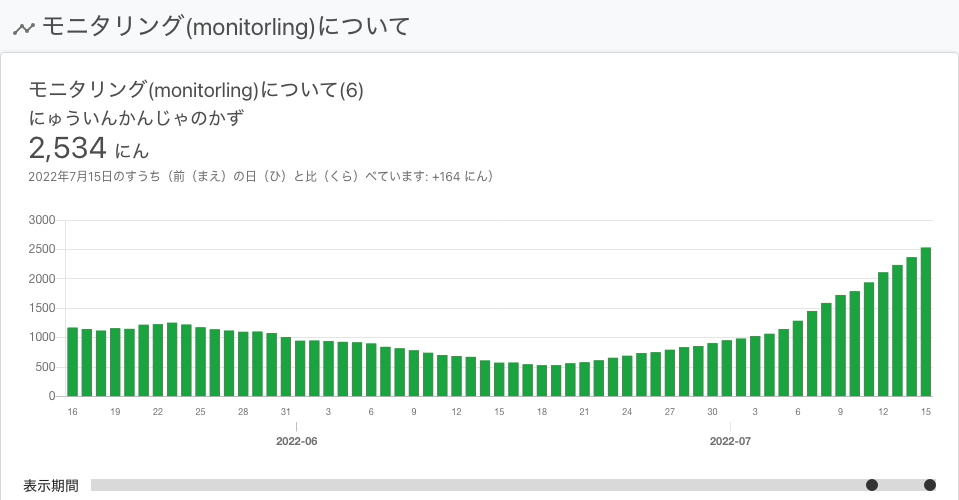 モニタリング(monitorling)について
モニタリング(monitorling)について(6)
にゅういんかんじゃのかず
2,534 にん
2022年7月15日のすうち（前（まえ）の日（ひ）と比（くら）べています: +164 にん）
3000
2500
2000
1500
1000
500
0
16 19 22 25 28 31 3 6 9 12 15 18 21 24 27 30 3 6 9 12 15
2022-06 2022-07
表示期間